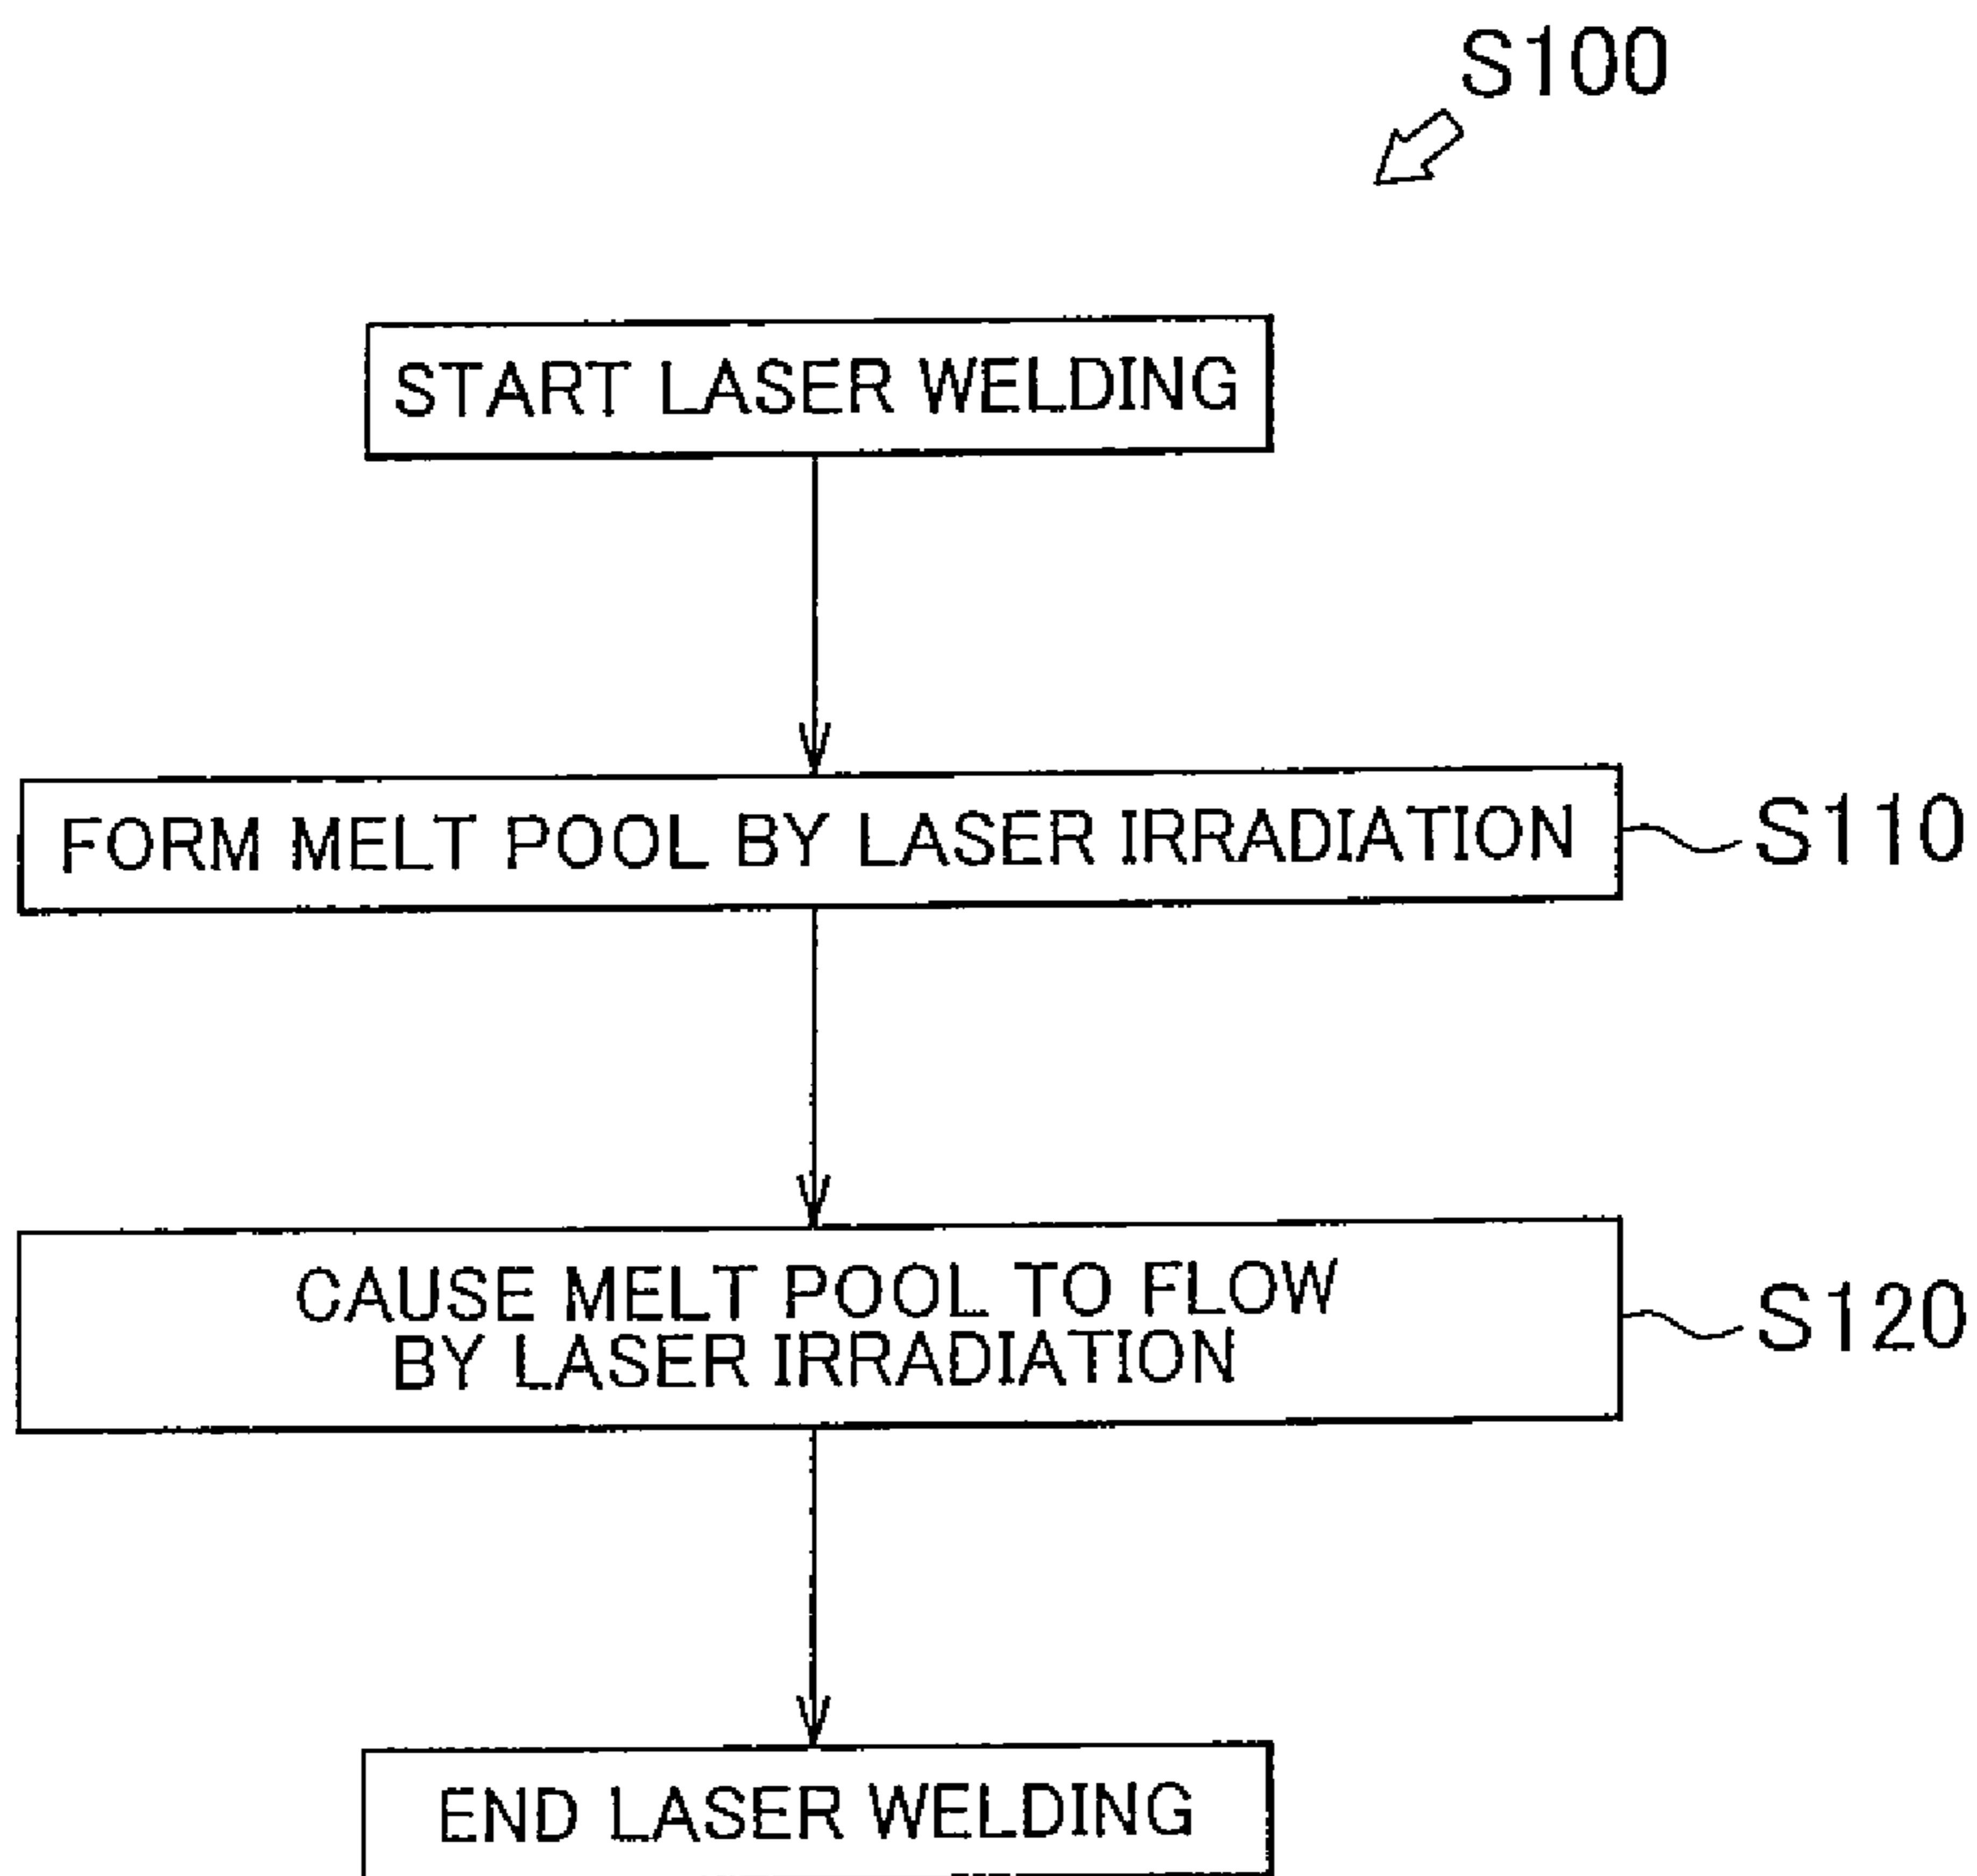 S100
START LASER WELDING
FORM MELT POOL BY LASER IRRADIATION
S110
CAUSE MELT POOL TO FLOW
BY LASER IRRADIATION
S120
END LASER WELDING